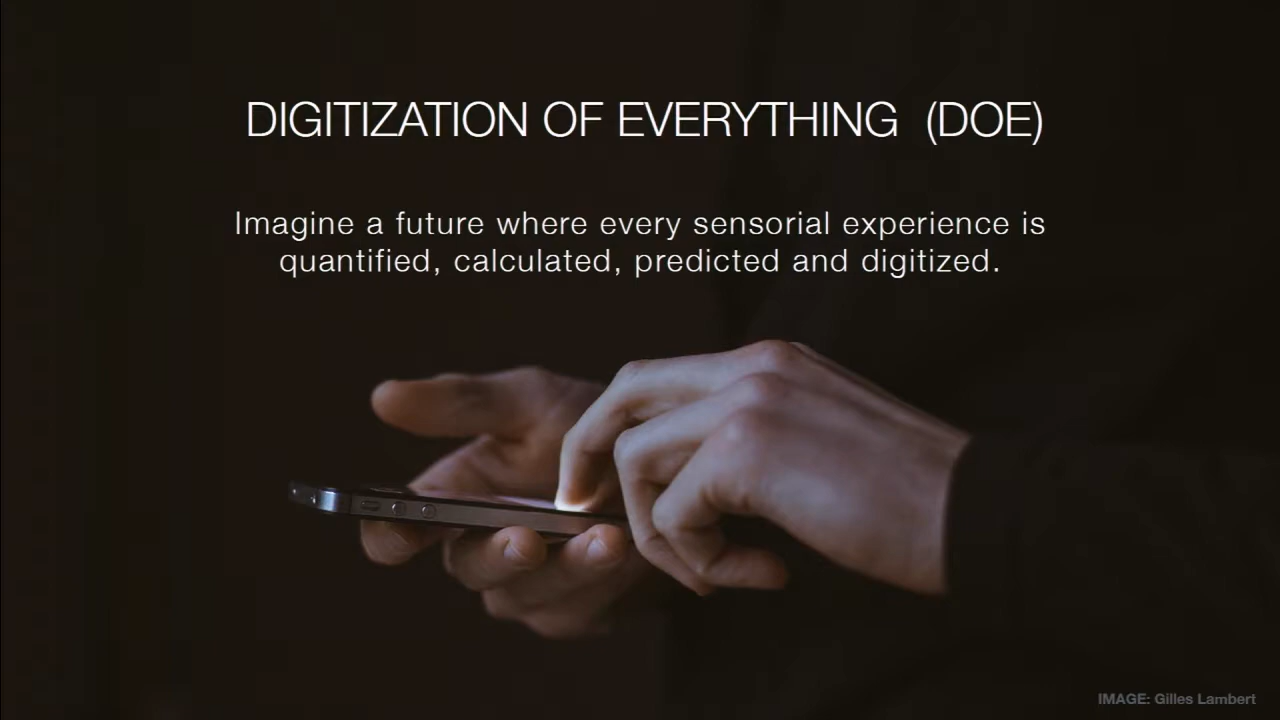 DIGITIZATION OF EVERYTHING (DOE)
Imagine a future where every sensorial experience is
quantified, calculated, predicted and digitized.
IMAGE: Gilles Lambert